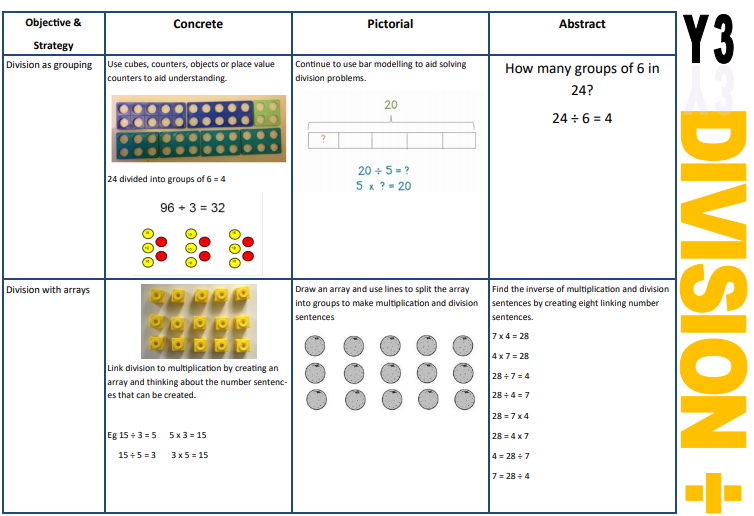 Objective &
Strategy
Concrete
Pictorial
Abstract
Y3
DIVISION ÷
Division as grouping
Use cubes, counters, objects or place value
counters to aid understanding.
24 divided into groups of 6 = 4
96 ÷ 3 = 32
Continue to use bar modelling to aid solving
division problems.
20
?
20 ÷ 5 = ?
5 x ? = 20
How many groups of 6 in
24?
24 ÷ 6 = 4
Division with arrays
Link division to multiplication by creating an
array and thinking about the number sentenc-
es that can be created.
Eg 15 ÷ 3 = 5 5 x 3 = 15
15 ÷ 5 = 3 3 x 5 = 15
Draw an array and use lines to split the array
into groups to make multiplication and division
sentences
Find the inverse of multiplication and division
sentences by creating eight linking number
sentences.
7 x 4 = 28
4 x 7 = 28
28 ÷ 7 = 4
28 ÷ 4 = 7
28 = 7 x 4
28 = 4 x 7
4 = 28 ÷ 7
7 = 28 ÷ 4